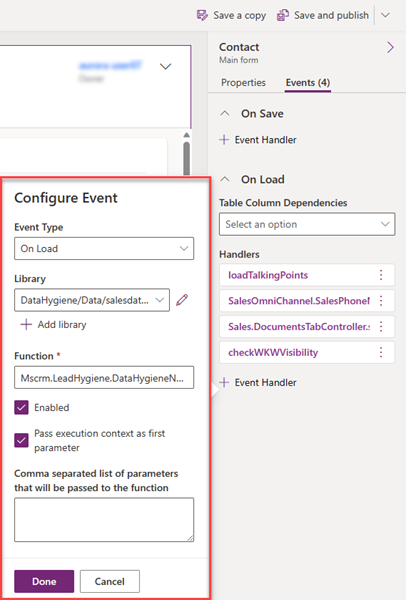 Save a copy
Save and publish
Contact
Main form
Properties
Events (4)
On Save
Event Handler
On Load
Table Column Dependencies
Select an option
Handlers
loadTalkingPoints
SalesOmniChannel.SalesPhone
Sales.DocumentsTabController.s
checkWKWVisibility
Event Handler
Owner
Configure Event
Event Type
On Load
Library
DataHygiene/Data/salesdat...
Add library
Function *
Mscrm.LeadHygiene.DataHygieneN...
Enabled
Pass execution context as first
parameter
Comma separated list of parameters
that will be passed to the function
Done
Cancel